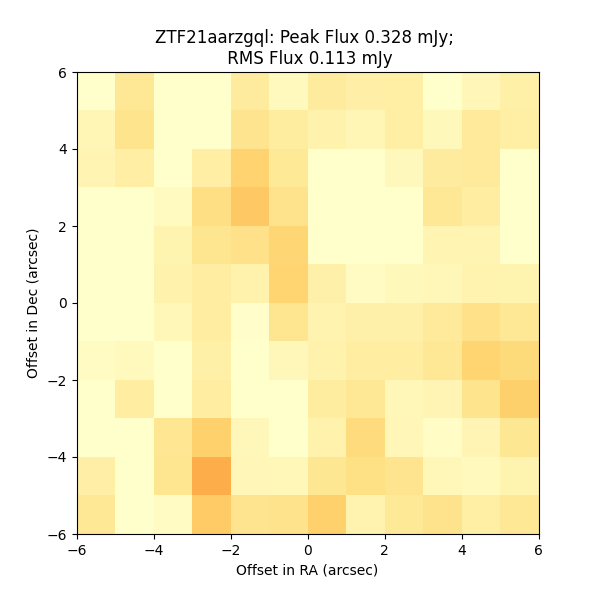 ZTF21aarzgql: Peak Flux 0.328 mJy;
RMS Flux 0.113 mJy
6
4
2
0
−2
−4
−6
Offset in Dec (arcsec)
−6 −4 −2 0 2 4 6
Offset in RA (arcsec)